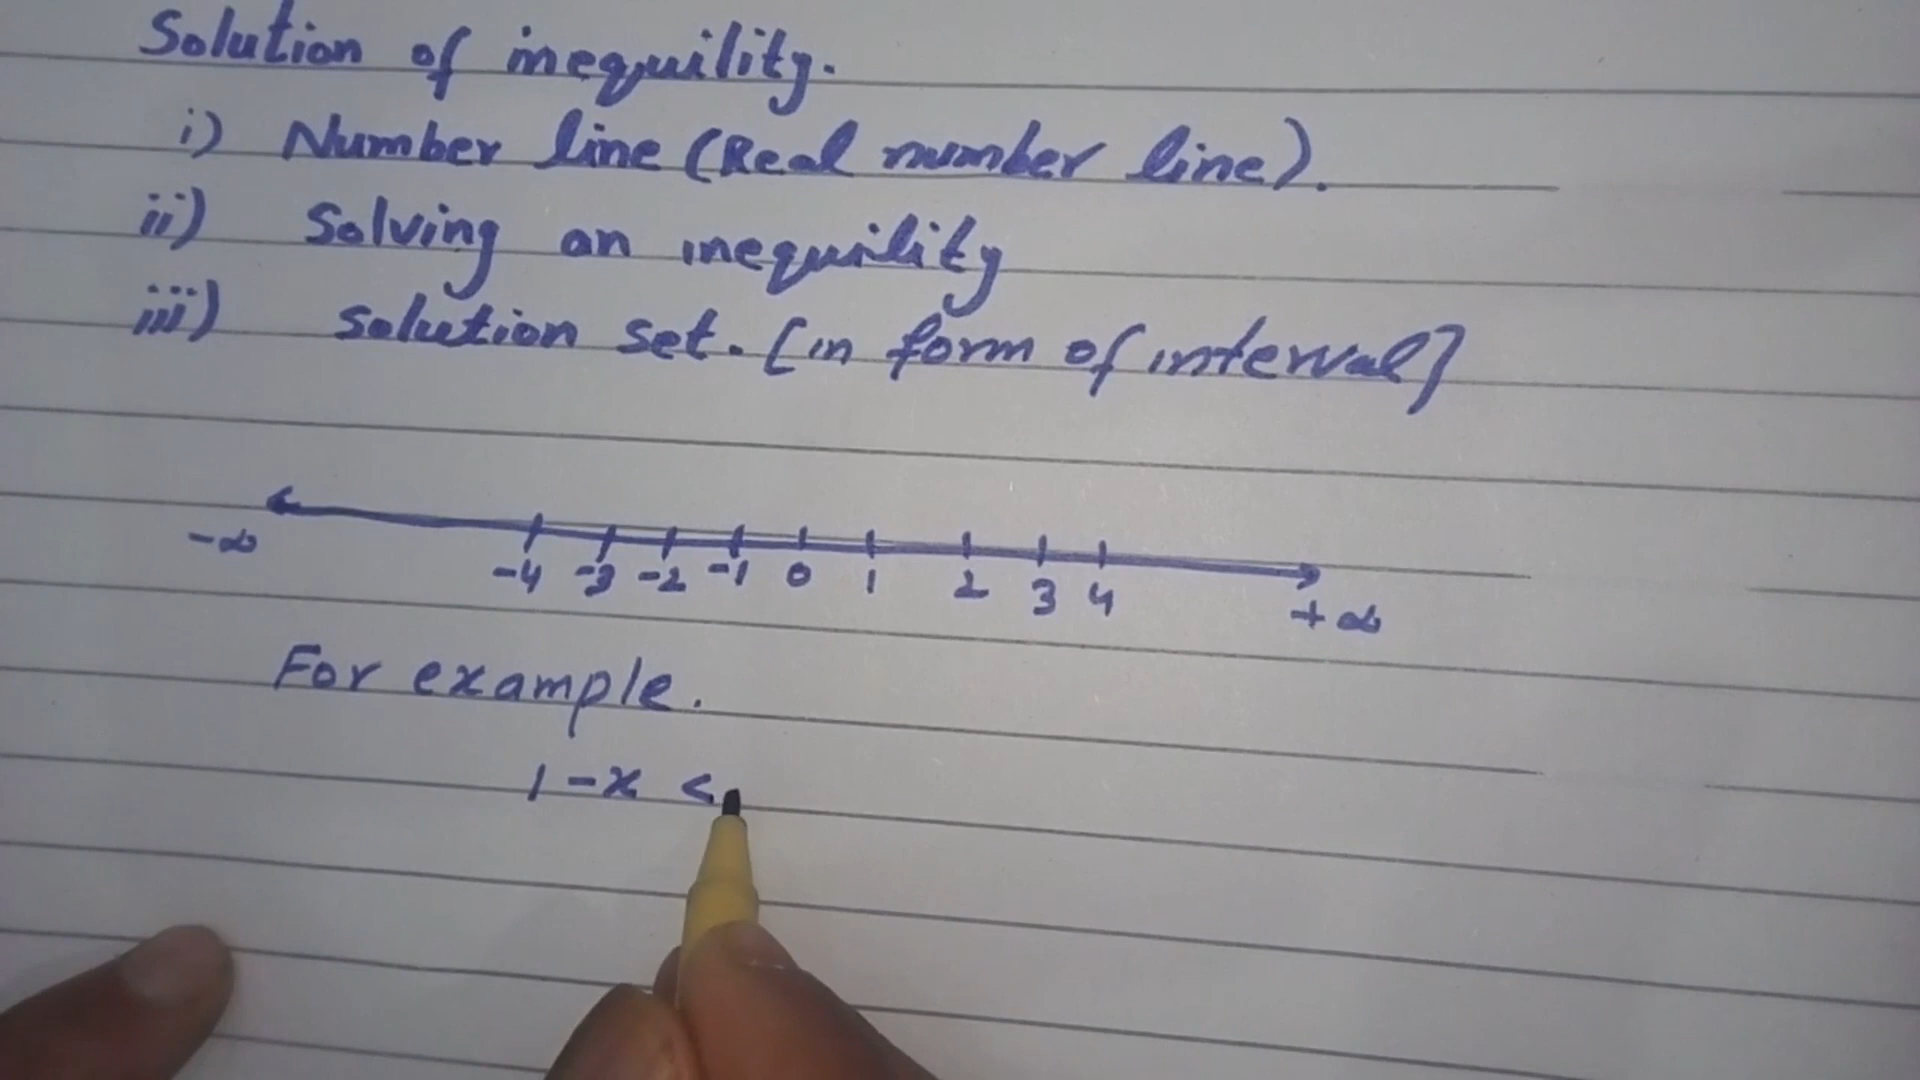 Solution of inequility.
i) Number line (Real number line).
ii) Solving an inequility
iii) solution set. [in form of interval]
-∞ -4 -3 -2 -1 0 1 2 3 4 +∞
For example.
1-x <